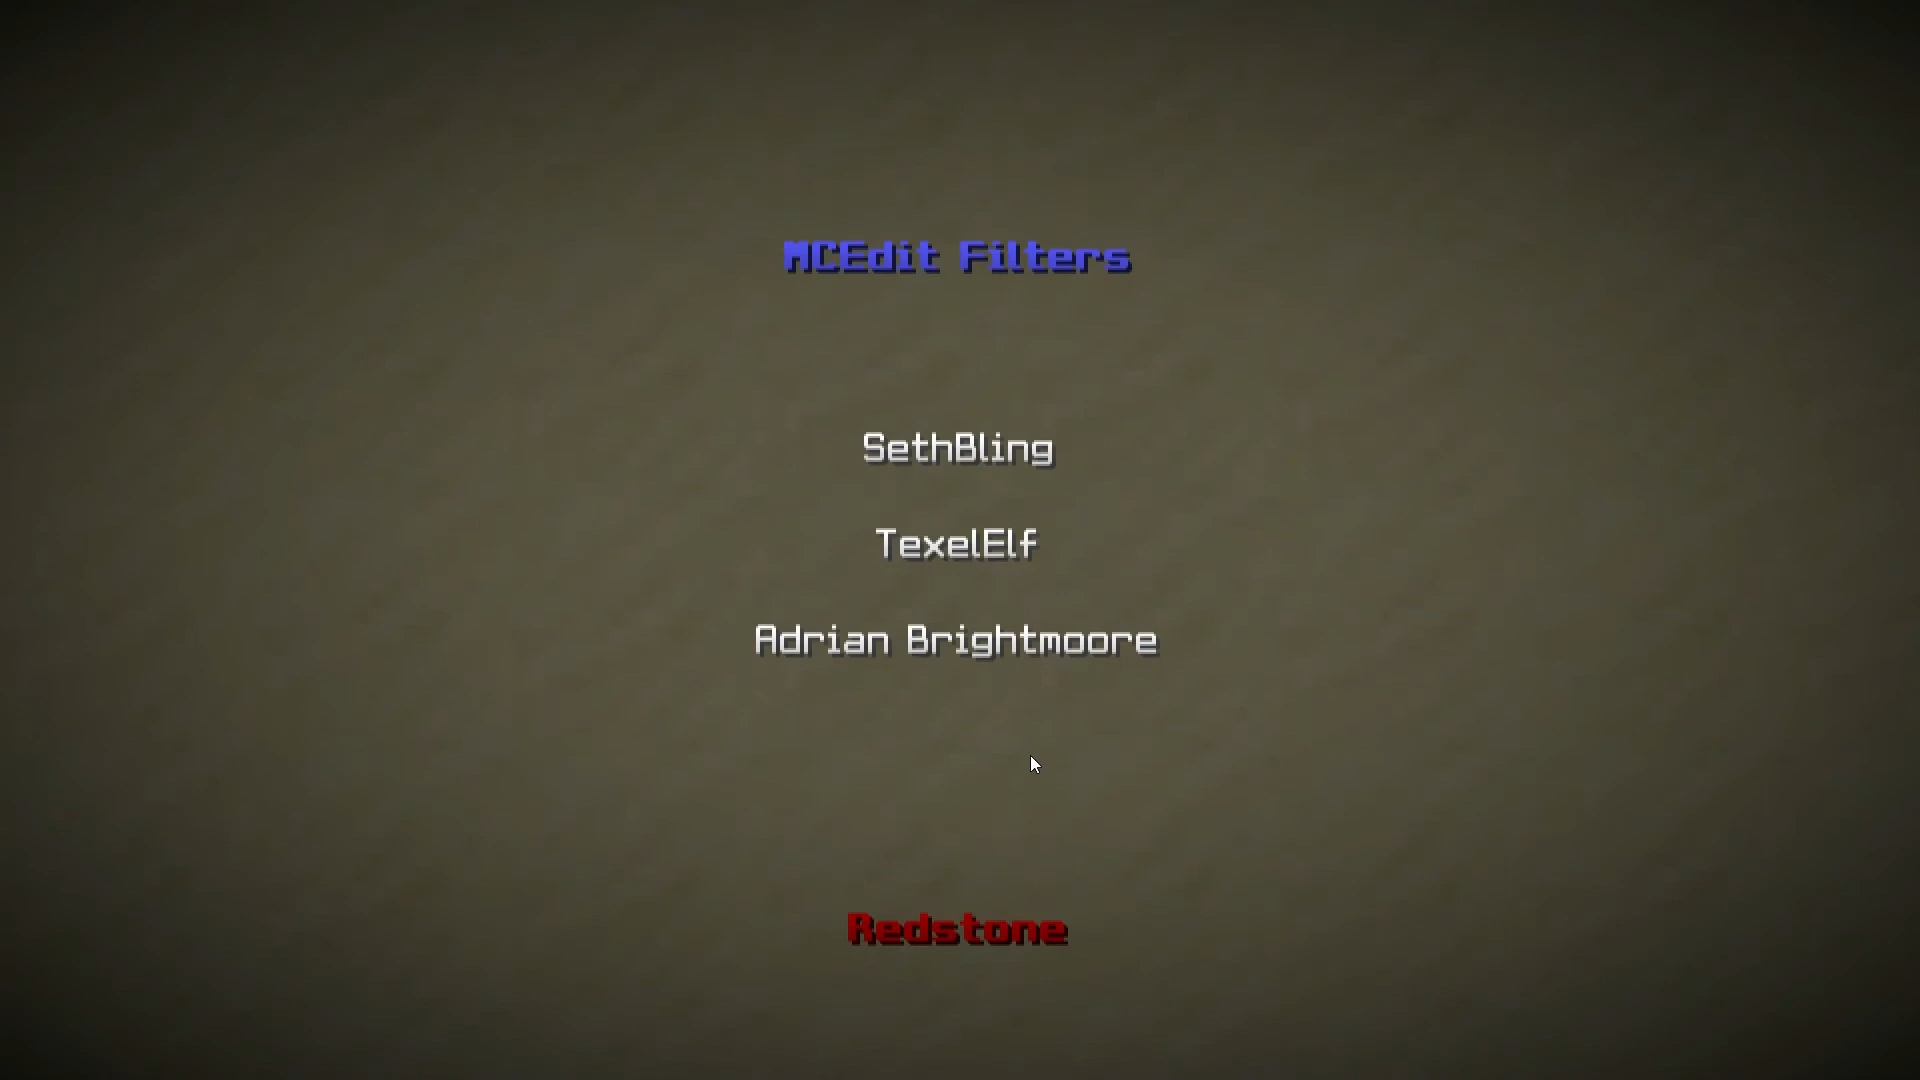 MCEdit Filters
SethBling
TexelElf
Adrian Brightmoore
Redstone